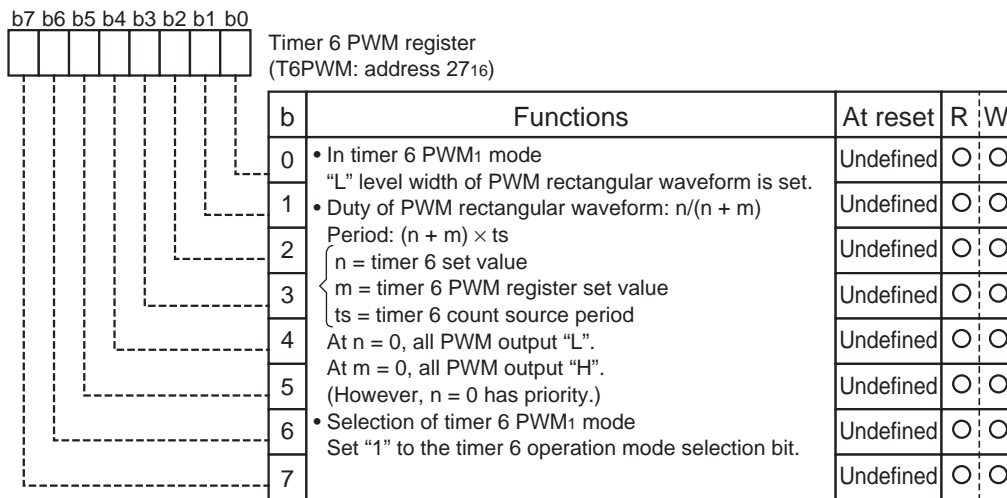 b7 b6 b5 b4 b3 b2 b1 b0
Timer 6 PWM register
(T6PWM: address 2716)
b Functions At reset R W
0 • In timer 6 PWM1 mode Undefined
“L” level width of PWM rectangular waveform is set.
1 • Duty of PWM rectangular waveform: n/(n + m) Undefined
Period: (n + m) × ts
2 n = timer 6 set value Undefined
3 m = timer 6 PWM register set value Undefined
ts = timer 6 count source period
4 At n = 0, all PWM output “L”. Undefined
At m = 0, all PWM output “H”.
5 (However, n = 0 has priority.) Undefined
6 • Selection of timer 6 PWM1 mode Undefined
Set “1” to the timer 6 operation mode selection bit.
7 Undefined